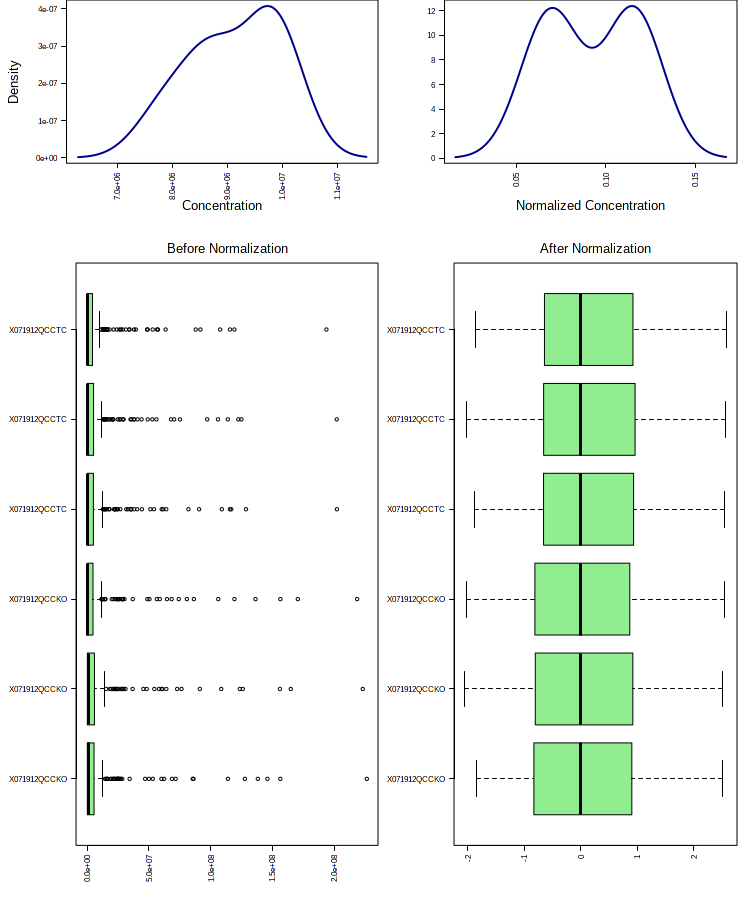 4e-07
3e-07
2e-07
1e-07
0e+00
Density
7.0e+06
8.0e+06
9.0e+06
1.0e+07
1.1e+07
Concentration
12
10
8
6
4
2
0
0.05
0.10
0.15
Normalized Concentration
Before Normalization
X071912QCCTC
X071912QCCTC
X071912QCCTC
X071912QCCKO
X071912QCCKO
X071912QCCKO
0.0e+00
5.0e+07
1.0e+08
1.5e+08
2.0e+08
After Normalization
X071912QCCTC
X071912QCCTC
X071912QCCTC
X071912QCCKO
X071912QCCKO
X071912QCCKO
-2
-1
0
1
2